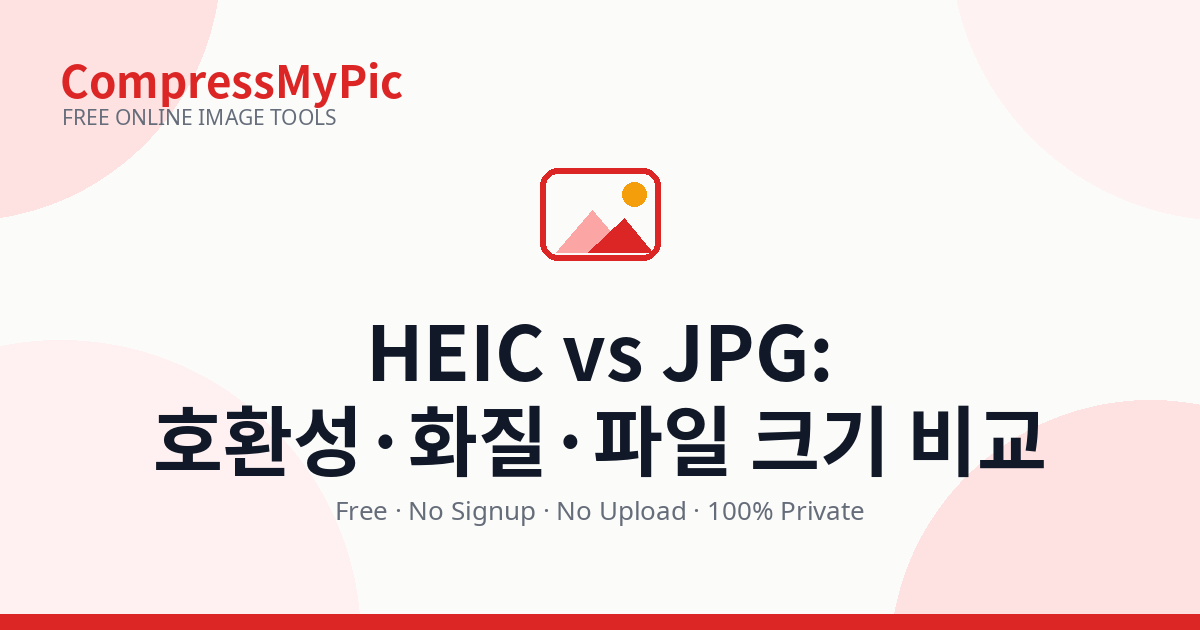 CompressMyPic
FREE ONLINE IMAGE TOOLS
HEIC vs JPG:
호환성·화질·파일 크기 비교
Free · No Signup · No Upload · 100% Private